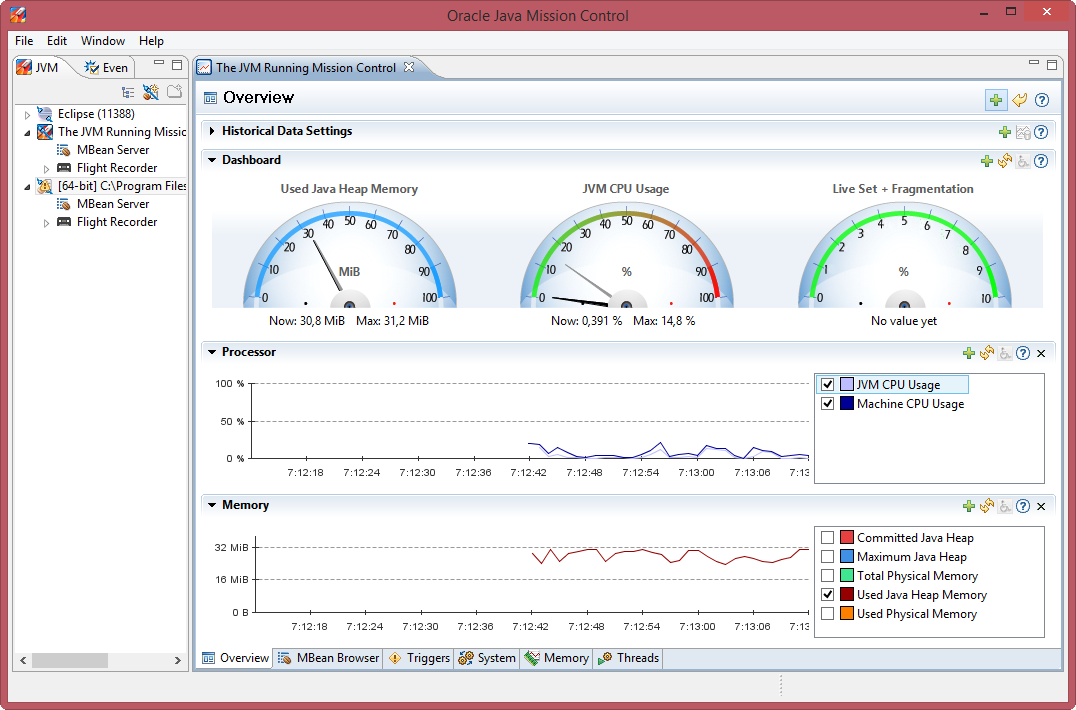 Oracle Java Mission Control
File Edit Window Help
JVM
Even
Eclipse (11388)
The JVM Running Missic
MBean Server
Flight Recorder
[64-bit] C:\Program Files
MBean Server
Flight Recorder
The JVM Running Mission Control
Overview
Historical Data Settings
Dashboard
Used Java Heap Memory
0 10 20 30 40 50 60 70 80 90 100
MiB
Now: 30,8 MiB Max: 31,2 MiB
JVM CPU Usage
0 10 20 30 40 50 60 70 80 90 100
%
Now: 0,391 % Max: 14,8 %
Live Set + Fragmentation
0 1 2 3 4 5 6 7 8 9 10
%
No value yet
Processor
100 %
50 %
0 %
7:12:18 7:12:24 7:12:30 7:12:36 7:12:42 7:12:48 7:12:54 7:13:00 7:13:06 7:13
JVM CPU Usage
Machine CPU Usage
Memory
32 MiB
16 MiB
0 B
7:12:18 7:12:24 7:12:30 7:12:36 7:12:42 7:12:48 7:12:54 7:13:00 7:13:06 7:13
Committed Java Heap
Maximum Java Heap
Total Physical Memory
Used Java Heap Memory
Used Physical Memory
Overview MBean Browser Triggers System Memory Threads